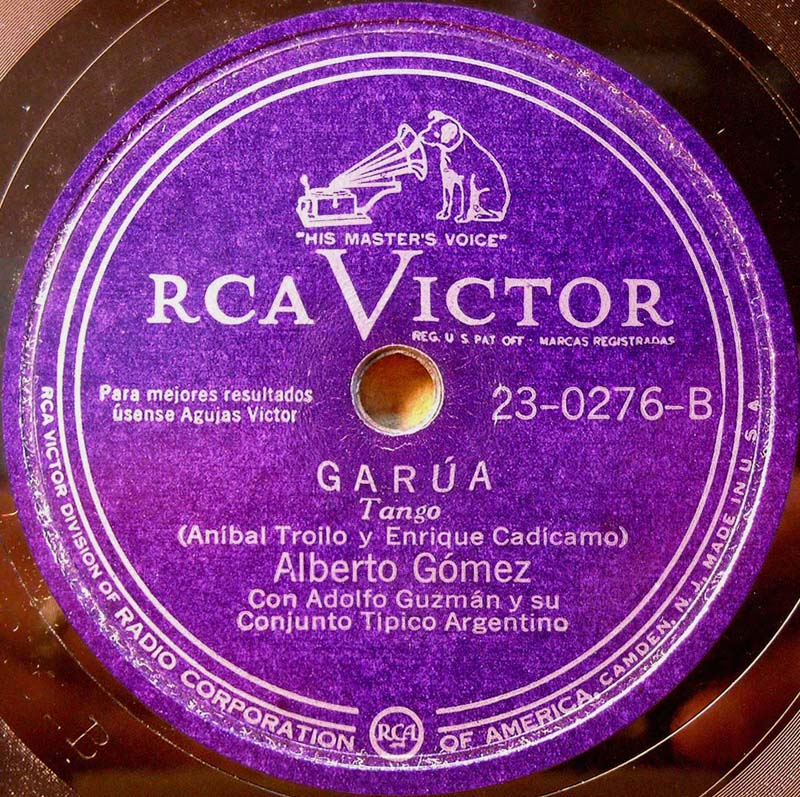 "HIS MASTER'S VOICE"
RCA VICTOR
REG. U S. PAT OFF · MARCAS REGISTRADAS
Para mejores resultados
úsense Agujas Victor
23-0276-B
GARÚA
Tango
(Aníbal Troilo y Enrique Cadícamo)
Alberto Gómez
Con Adolfo Guzmán y su
Conjunto Típico Argentino
RCA VICTOR DIVISION OF RADIO CORPORATION OF AMERICA, CAMDEN, N. J., MADE IN U. S. A.
RCA
B